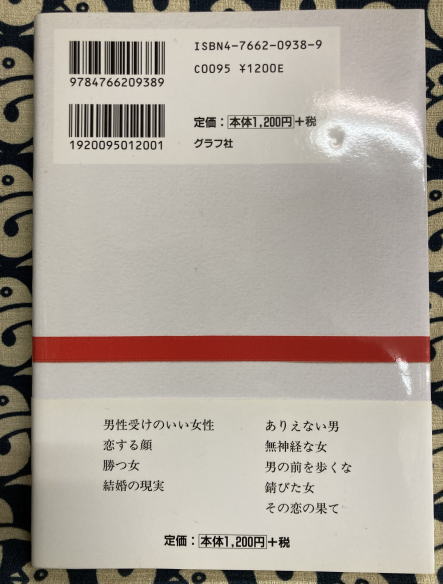 ISBN4-7662-0938-9
C0095 ¥1200E
9784766209389
定価：本体1,200円+税
グラフ社
1920095012001
男性受けのいい女性
恋する顔
勝つ女
結婚の現実
ありえない男
無神経な女
男の前を歩くな
錆びた女
その恋の果て
定価：本体1,200円+税